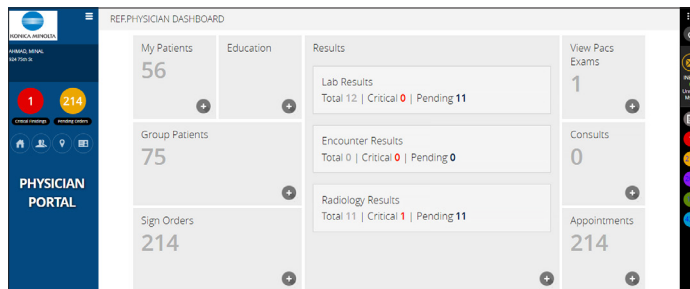 KONICA MINOLTA
AHMAD, MINAL
924 75th St
1
214
Critical Findings
Pending Orders
PHYSICIAN
PORTAL
REF.PHYSICIAN DASHBOARD
My Patients
56
Education
Group Patients
75
Sign Orders
214
Results
Lab Results
Total 12 | Critical 0 | Pending 11
Encounter Results
Total 0 | Critical 0 | Pending 0
Radiology Results
Total 11 | Critical 1 | Pending 11
View Pacs
Exams
1
Consults
0
Appointments
214